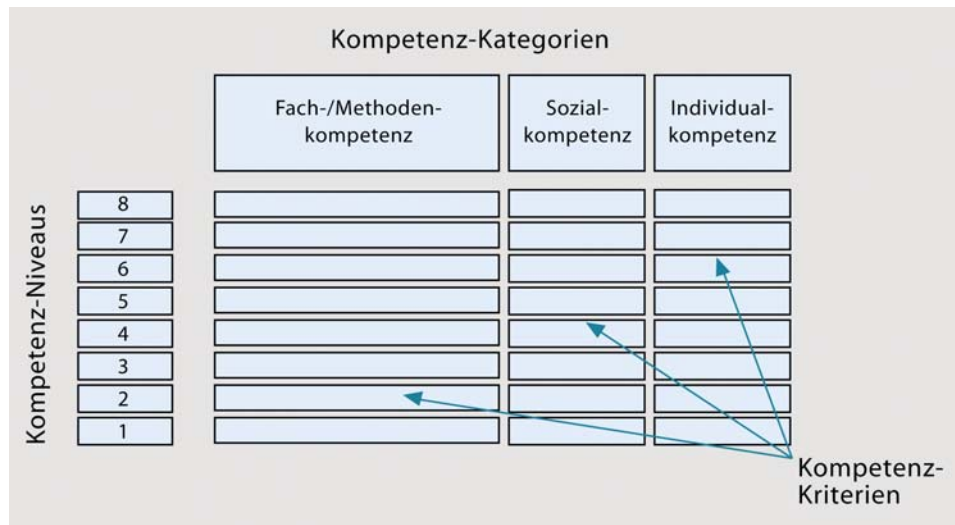 Kompetenz-Kategorien
Fach-/Methoden-
kompetenz
Sozial-
kompetenz
Individual-
kompetenz
Kompetenz-Niveaus
8
7
6
5
4
3
2
1
Kompetenz-
Kriterien